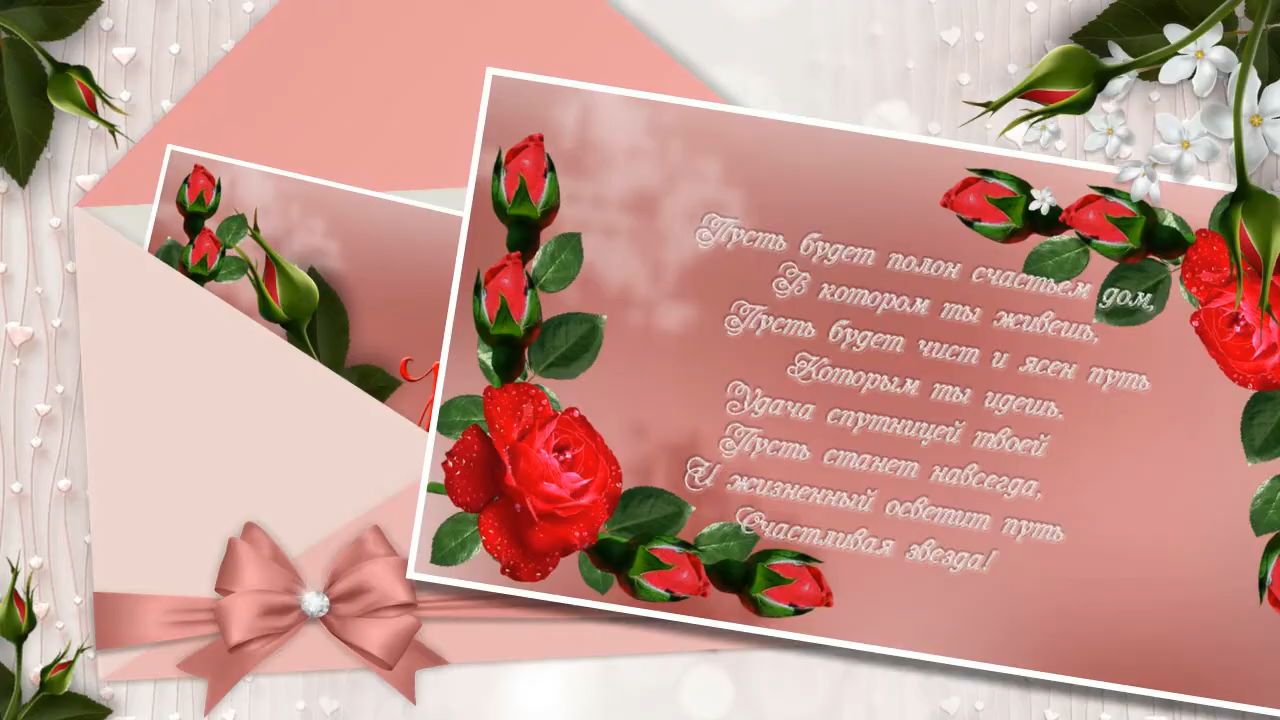 Пусть будет полон счастьем дом,
В котором ты живешь,
Пусть будет чист и ясен путь
Которым ты идешь.
Удача спутницей твоей
Пусть станет навсегда,
И жизненный осветит путь
Счастливая звезда!